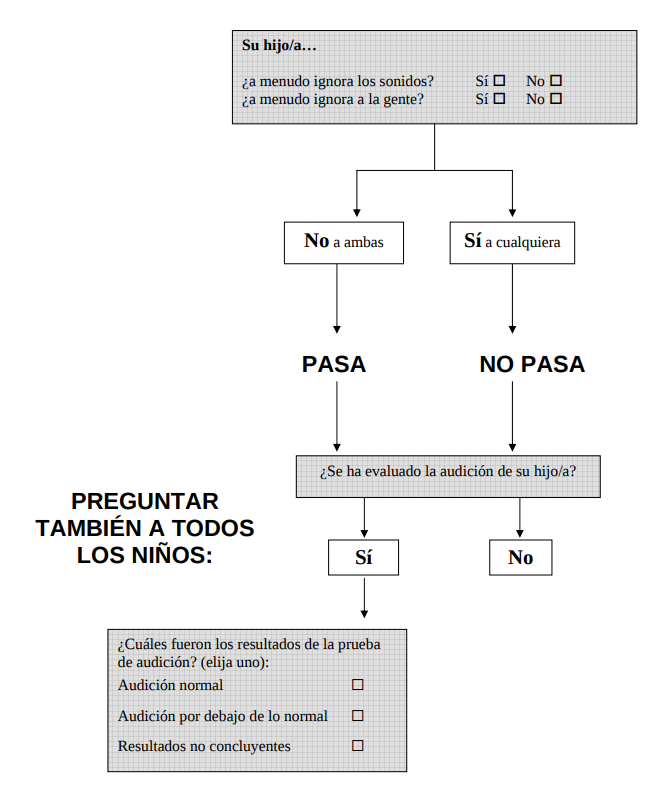 Su hijo/a…
¿a menudo ignora los sonidos? Sí ☐ No ☐
¿a menudo ignora a la gente? Sí ☐ No ☐
No a ambas
Sí a cualquiera
PASA
NO PASA
¿Se ha evaluado la audición de su hijo/a?
PREGUNTAR
TAMBIÉN A TODOS
LOS NIÑOS:
Sí
No
¿Cuáles fueron los resultados de la prueba
de audición? (elija uno):
Audición normal ☐
Audición por debajo de lo normal ☐
Resultados no concluyentes ☐